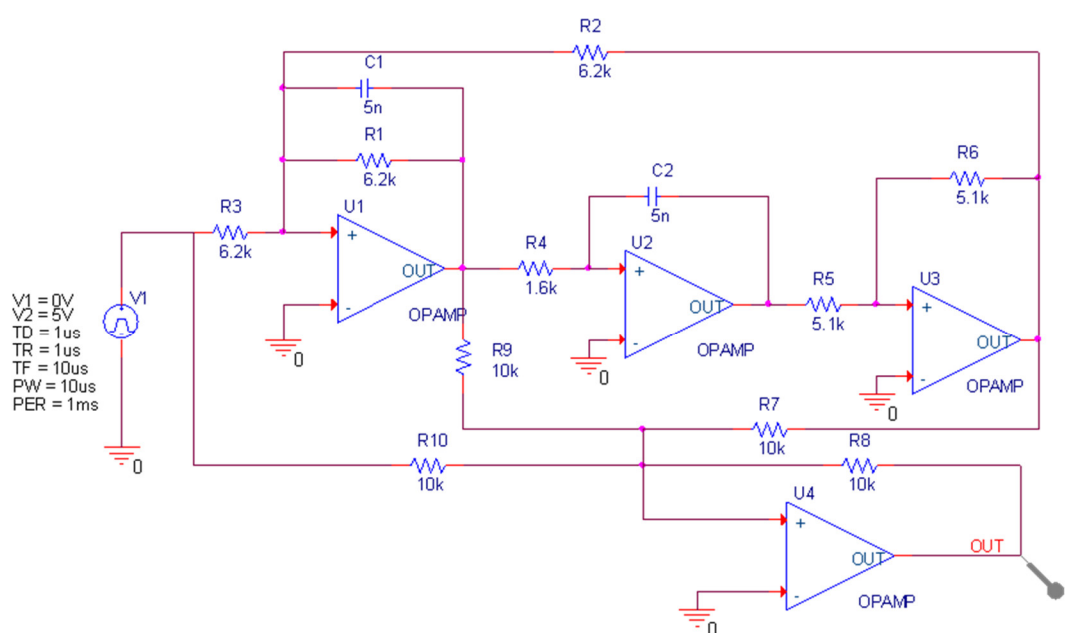 R2
6.2k
C1
5n
R1
6.2k
R3
6.2k
U1
+
-
OUT
OPAMP
0
V1 = 0V
V2 = 5V
TD = 1us
TR = 1us
TF = 10us
PW = 10us
PER = 1ms
V1
0
R4
1.6k
C2
5n
U2
+
-
OUT
OPAMP
0
R5
5.1k
R6
5.1k
U3
+
-
OUT
OPAMP
0
R9
10k
R7
10k
R10
10k
R8
10k
U4
+
-
OUT
OPAMP
0
OUT